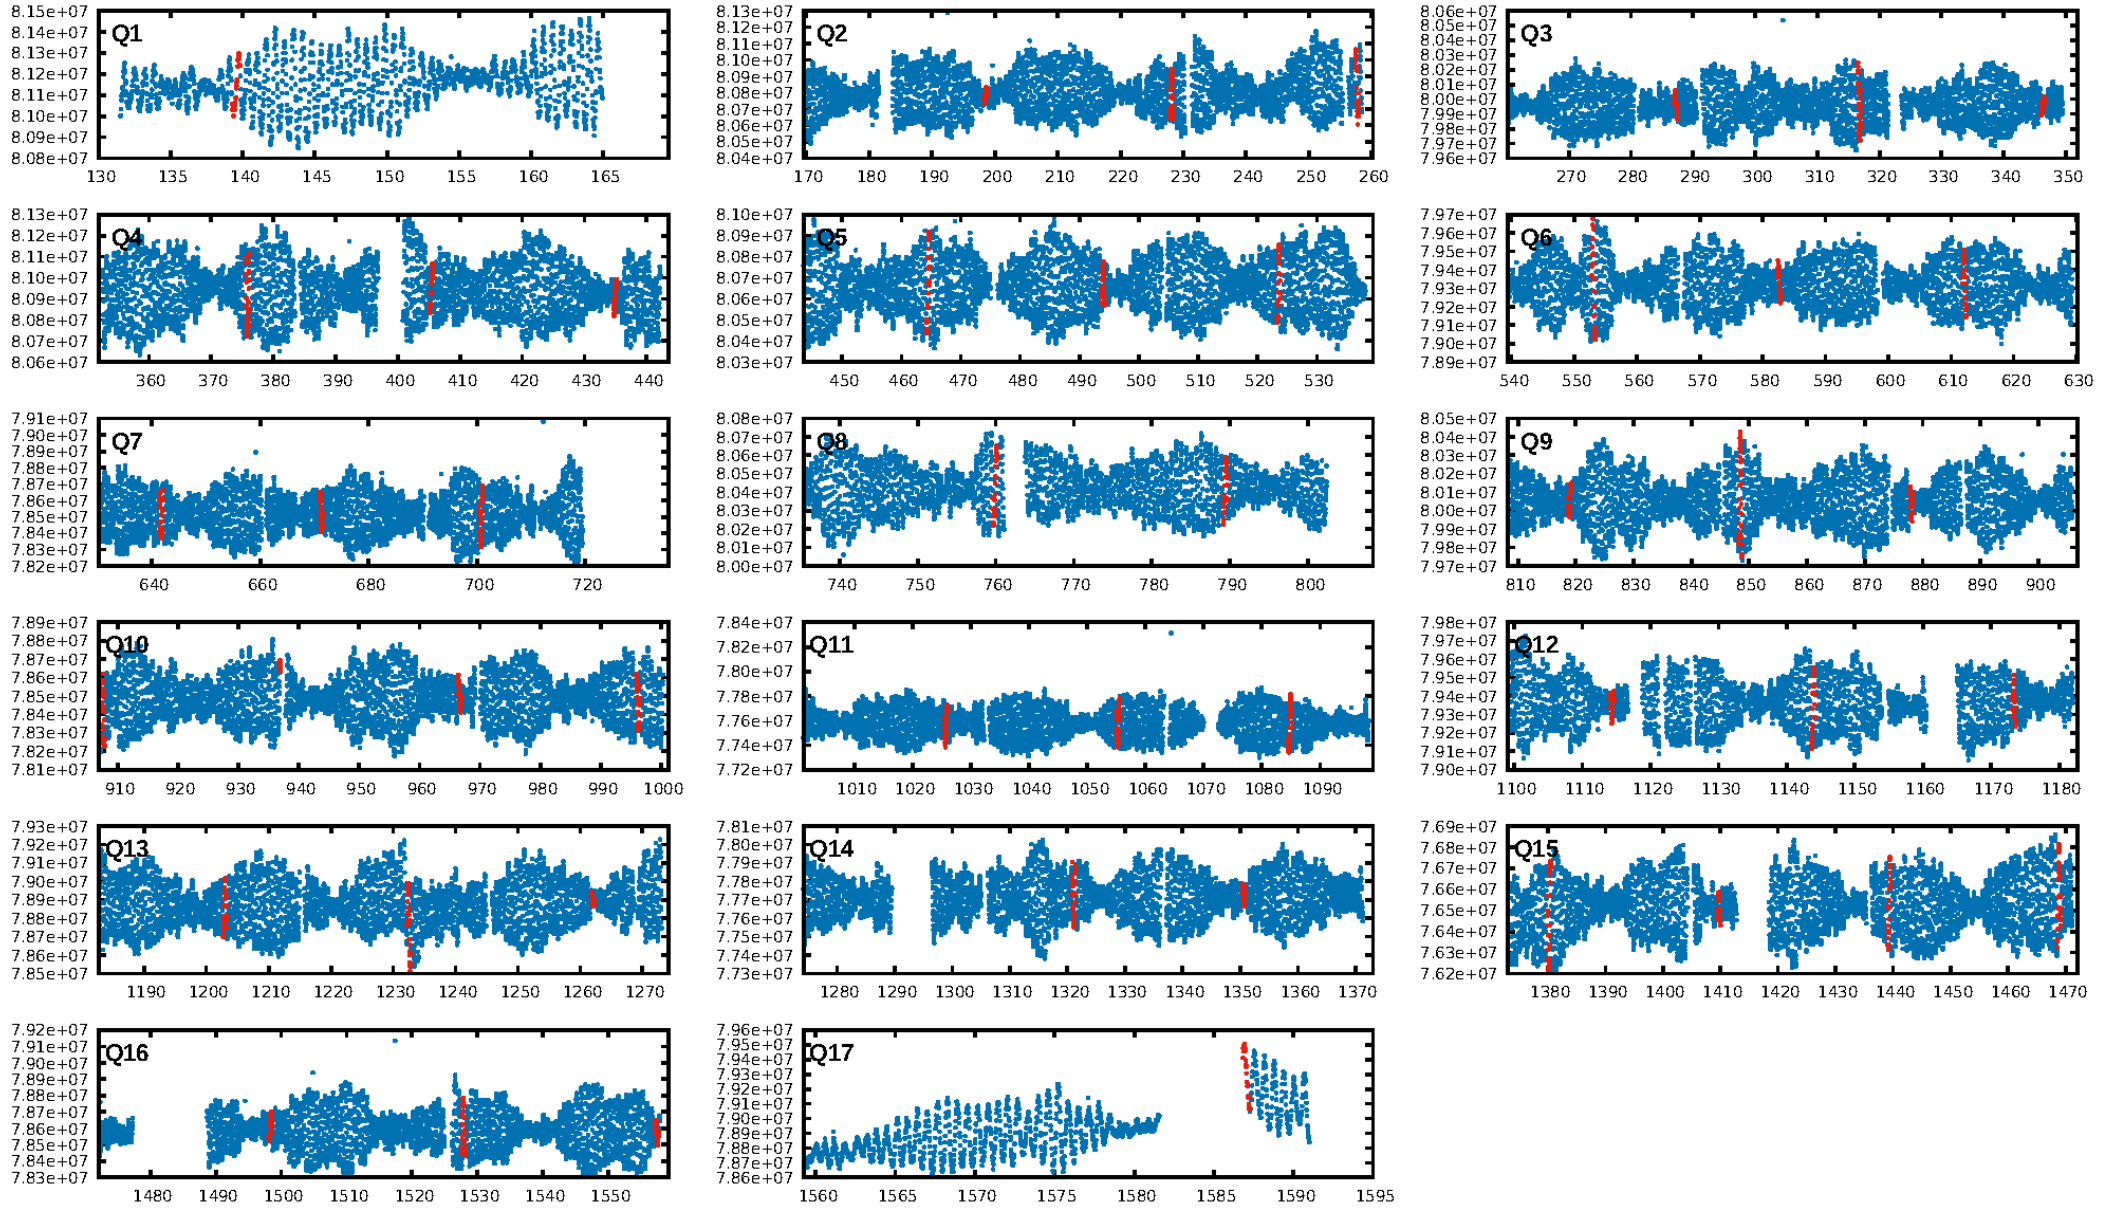 8.15e+07
8.14e+07
8.13e+07
8.12e+07
8.11e+07
8.10e+07
8.09e+07
8.08e+07
Q1
130 135 140 145 150 155 160 165
8.13e+07
8.11e+07
8.10e+07
8.09e+07
8.08e+07
8.06e+07
8.05e+07
8.04e+07
Q2
170 180 190 200 210 220 230 240 250 260
8.06e+07
8.05e+07
8.04e+07
8.03e+07
8.02e+07
8.01e+07
8.00e+07
7.99e+07
7.98e+07
7.97e+07
7.96e+07
Q3
270 280 290 300 310 320 330 340 350
8.13e+07
8.12e+07
8.11e+07
8.10e+07
8.09e+07
8.08e+07
8.07e+07
8.06e+07
Q4
360 370 380 390 400 410 420 430 440
8.10e+07
8.09e+07
8.08e+07
8.07e+07
8.06e+07
8.05e+07
8.04e+07
8.03e+07
Q5
450 460 470 480 490 500 510 520 530
7.97e+07
7.96e+07
7.95e+07
7.94e+07
7.92e+07
7.91e+07
7.90e+07
7.89e+07
Q6
540 550 560 570 580 590 600 610 620 630
7.91e+07
7.90e+07
7.89e+07
7.88e+07
7.87e+07
7.86e+07
7.85e+07
7.84e+07
7.83e+07
7.82e+07
Q7
640 660 680 700 720
8.08e+07
8.07e+07
8.06e+07
8.05e+07
8.04e+07
8.03e+07
8.02e+07
8.01e+07
8.00e+07
Q8
740 750 760 770 780 790 800
8.05e+07
8.04e+07
8.03e+07
8.02e+07
8.01e+07
8.00e+07
7.99e+07
7.98e+07
7.97e+07
Q9
810 820 830 840 850 860 870 880 890 900
7.89e+07
7.88e+07
7.87e+07
7.86e+07
7.85e+07
7.84e+07
7.83e+07
7.82e+07
7.81e+07
Q10
910 920 930 940 950 960 970 980 990 1000
7.84e+07
7.82e+07
7.80e+07
7.78e+07
7.76e+07
7.74e+07
7.72e+07
Q11
1010 1020 1030 1040 1050 1060 1070 1080 1090
7.98e+07
7.97e+07
7.96e+07
7.95e+07
7.94e+07
7.93e+07
7.92e+07
7.91e+07
7.90e+07
Q12
1100 1110 1120 1130 1140 1150 1160 1170 1180
7.93e+07
7.92e+07
7.91e+07
7.90e+07
7.89e+07
7.88e+07
7.87e+07
7.86e+07
7.85e+07
Q13
1190 1200 1210 1220 1230 1240 1250 1260 1270
7.81e+07
7.80e+07
7.79e+07
7.78e+07
7.77e+07
7.76e+07
7.75e+07
7.74e+07
7.73e+07
Q14
1280 1290 1300 1310 1320 1330 1340 1350 1360 1370
7.69e+07
7.68e+07
7.67e+07
7.66e+07
7.65e+07
7.64e+07
7.63e+07
7.62e+07
Q15
1380 1390 1400 1410 1420 1430 1440 1450 1460 1470
7.92e+07
7.91e+07
7.90e+07
7.89e+07
7.88e+07
7.87e+07
7.86e+07
7.85e+07
7.84e+07
7.83e+07
Q16
1480 1490 1500 1510 1520 1530 1540 1550
7.96e+07
7.95e+07
7.94e+07
7.92e+07
7.91e+07
7.90e+07
7.89e+07
7.88e+07
7.87e+07
7.86e+07
Q17
1560 1565 1570 1575 1580 1585 1590 1595